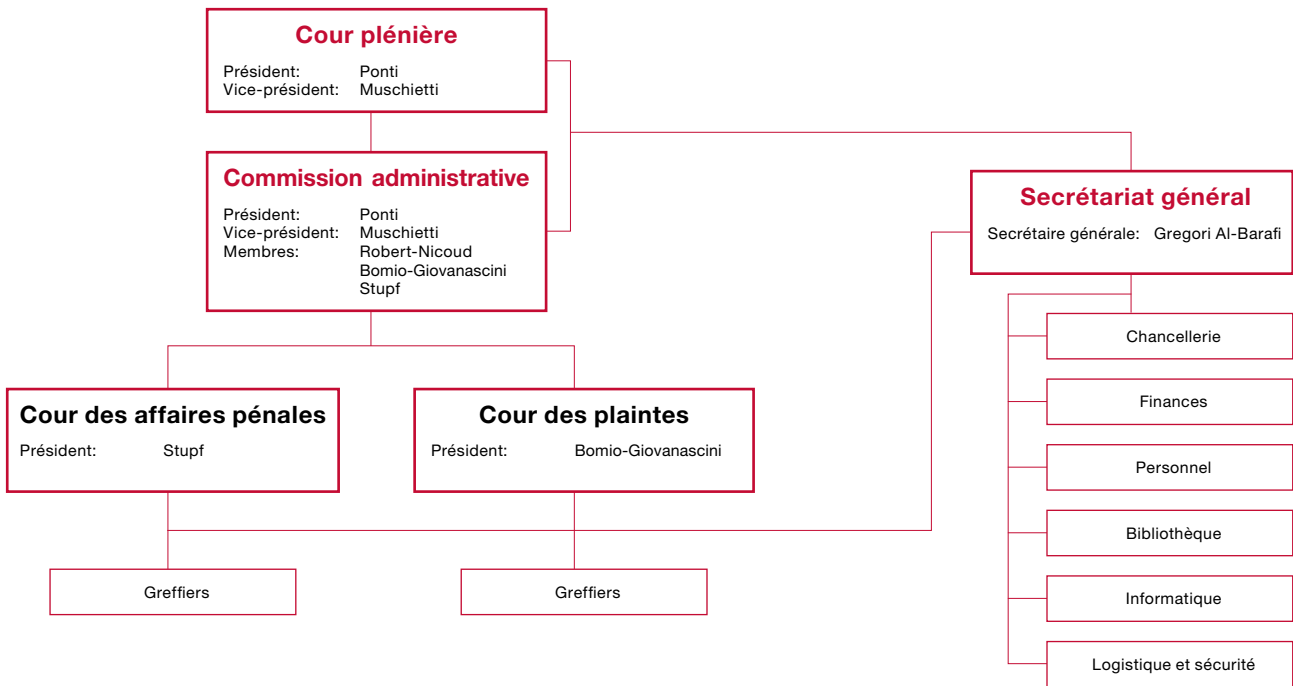 Cour plénière
Président: Ponti
Vice-président: Muschietti
Commission administrative
Président: Ponti
Vice-président: Muschietti
Membres: Robert-Nicoud
Bomio-Giovanascini
Stupf
Secrétariat général
Secrétaire générale: Gregori Al-Barafi
Cour des affaires pénales
Président: Stupf
Cour des plaintes
Président: Bomio-Giovanascini
Greffiers
Greffiers
Chancellerie
Finances
Personnel
Bibliothèque
Informatique
Logistique et sécurité